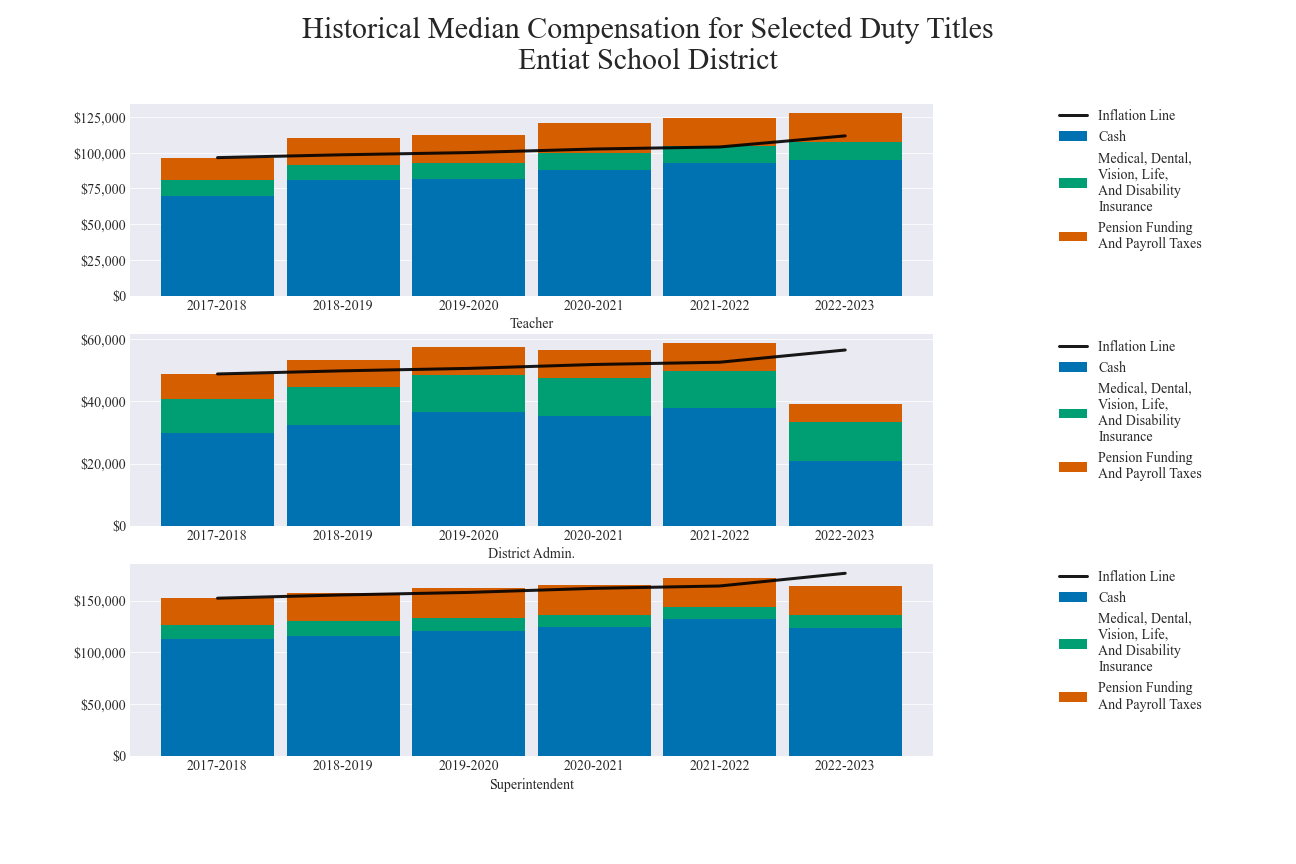 Historical Median Compensation for Selected Duty Titles
Entiat School District
$125,000
$100,000
$75,000
$50,000
$25,000
$0
2017-2018
2018-2019
2019-2020
2020-2021
2021-2022
2022-2023
Teacher
Inflation Line
Cash
Medical, Dental,
Vision, Life,
And Disability
Insurance
Pension Funding
And Payroll Taxes
$60,000
$40,000
$20,000
$0
2017-2018
2018-2019
2019-2020
2020-2021
2021-2022
2022-2023
District Admin.
Inflation Line
Cash
Medical, Dental,
Vision, Life,
And Disability
Insurance
Pension Funding
And Payroll Taxes
$150,000
$100,000
$50,000
$0
2017-2018
2018-2019
2019-2020
2020-2021
2021-2022
2022-2023
Superintendent
Inflation Line
Cash
Medical, Dental,
Vision, Life,
And Disability
Insurance
Pension Funding
And Payroll Taxes